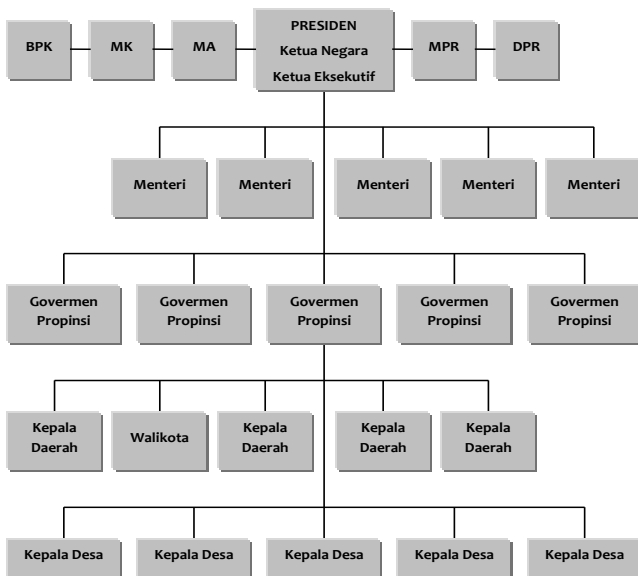 PRESIDEN
Ketua Negara
Ketua Eksekutif
BPK
MK
MA
MPR
DPR
Menteri
Menteri
Menteri
Menteri
Menteri
Govermen
Propinsi
Govermen
Propinsi
Govermen
Propinsi
Govermen
Propinsi
Govermen
Propinsi
Kepala
Daerah
Walikota
Kepala
Daerah
Kepala
Daerah
Kepala
Daerah
Kepala Desa
Kepala Desa
Kepala Desa
Kepala Desa
Kepala Desa